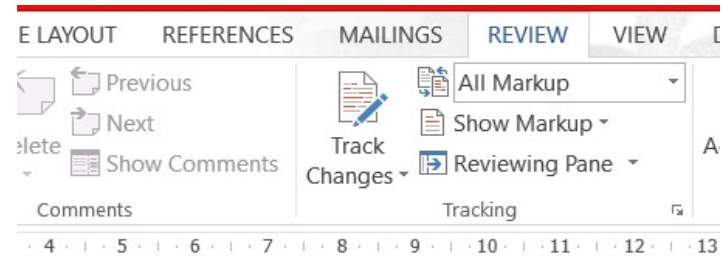 E LAYOUT REFERENCES MAILINGS REVIEW VIEW
Previous All Markup
Next Show Markup
elete Show Comments Track Changes Reviewing Pane
Comments Tracking
4 5 6 7 8 9 10 11 12 13